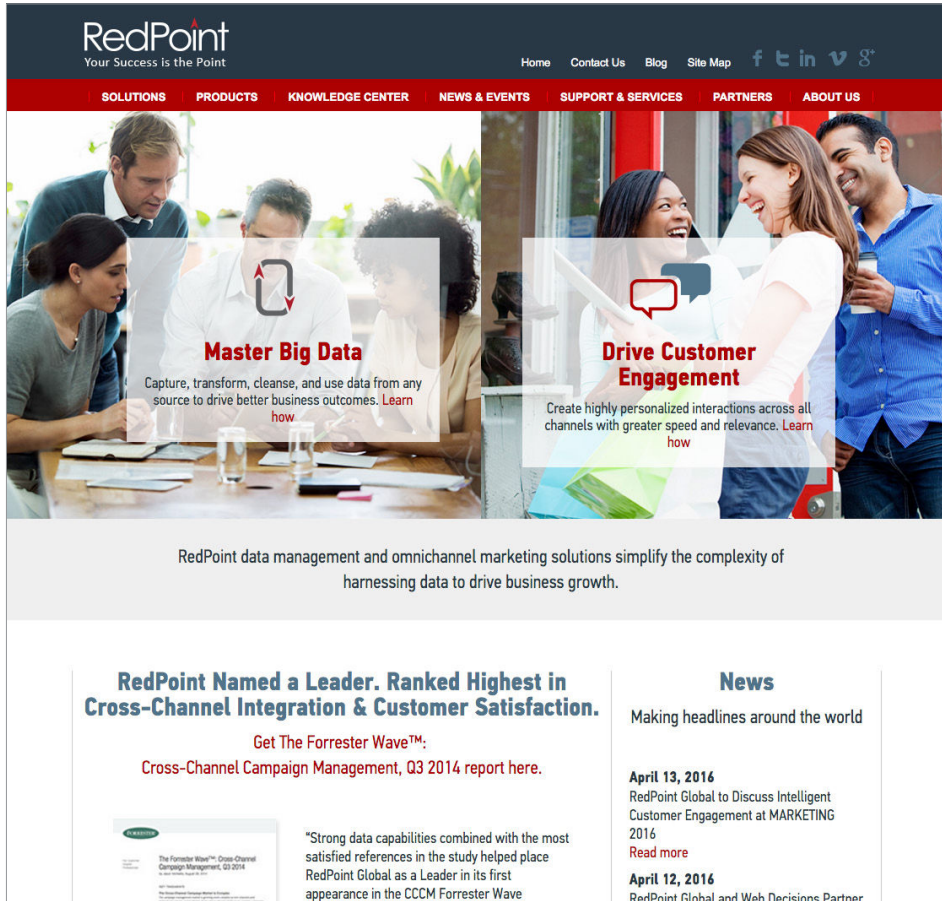 RedPoint
Your Success is the Point
Home Contact Us Blog Site Map
SOLUTIONS PRODUCTS KNOWLEDGE CENTER NEWS & EVENTS SUPPORT & SERVICES PARTNERS ABOUT US
Master Big Data
Capture, transform, cleanse, and use data from any
source to drive better business outcomes. Learn
how
Drive Customer
Engagement
Create highly personalized interactions across all
channels with greater speed and relevance. Learn
how
RedPoint data management and omnichannel marketing solutions simplify the complexity of
harnessing data to drive business growth.
RedPoint Named a Leader. Ranked Highest in
Cross-Channel Integration & Customer Satisfaction.
Get The Forrester Wave™:
Cross-Channel Campaign Management, Q3 2014 report here.
FORRESTER
The Forrester Wave™: Cross-Channel
Campaign Management, Q3 2014
"Strong data capabilities combined with the most
satisfied references in the study helped place
RedPoint Global as a Leader in its first
appearance in the CCCM Forrester Wave
News
Making headlines around the world
April 13, 2016
RedPoint Global to Discuss Intelligent
Customer Engagement at MARKETING
2016
Read more
April 12, 2016
RedPoint Global and Web Decisions Partner